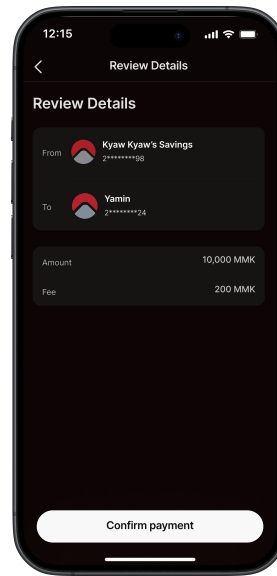 12:15
Review Details
Review Details
From
Kyaw Kyaw's Savings
2********98
To
Yamin
2********24
Amount
10,000 MMK
Fee
200 MMK
Confirm payment